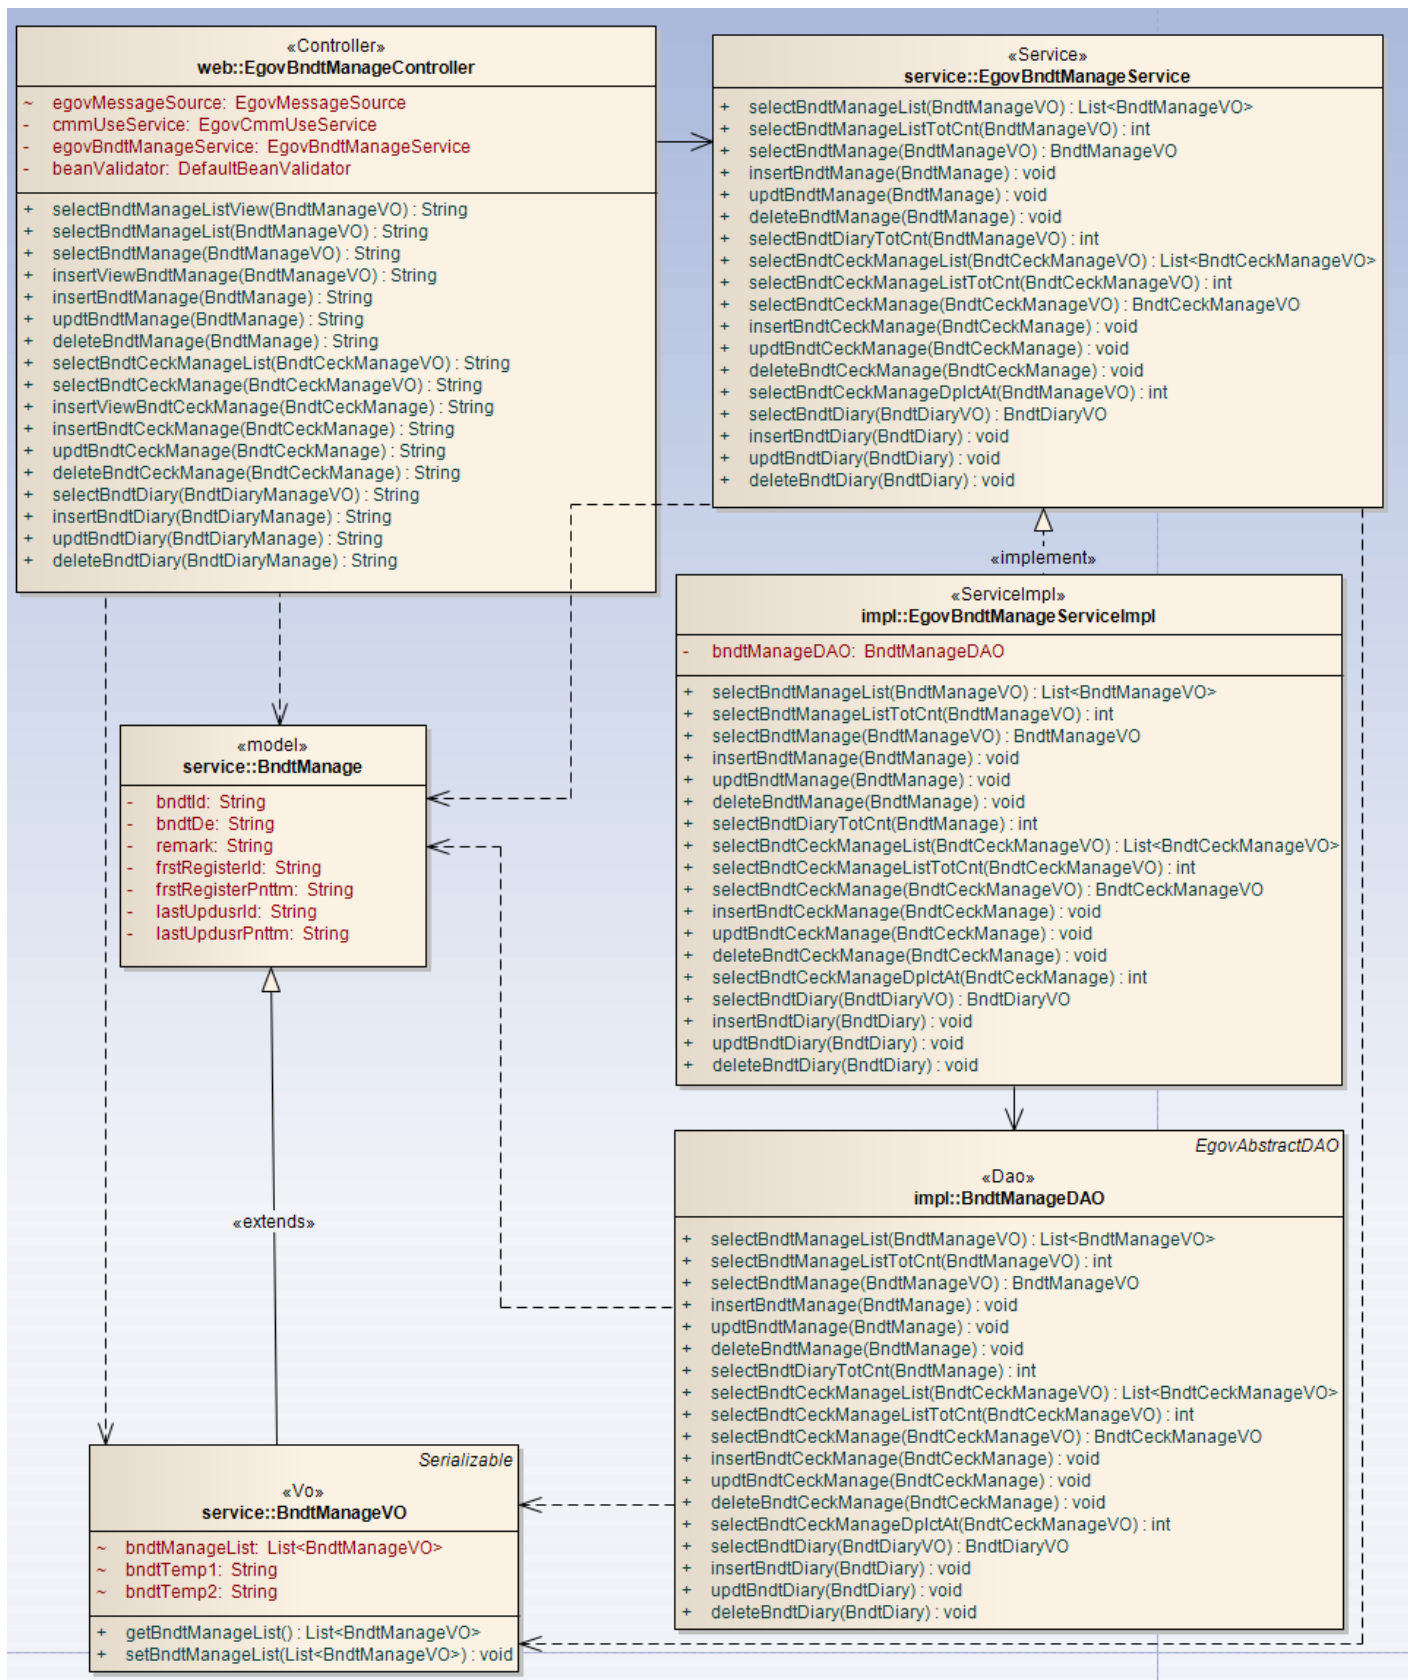 «Controller»
web::EgovBndtManageController
~ egovMessageSource: EgovMessageSource
- cmmUseService: EgovCmmUseService
- egovBndtManageService: EgovBndtManageService
- beanValidator: DefaultBeanValidator
+ selectBndtManageListView(BndtManageVO) : String
+ selectBndtManageList(BndtManageVO) : String
+ selectBndtManage(BndtManageVO) : String
+ insertViewBndtManage(BndtManageVO) : String
+ insertBndtManage(BndtManage) : String
+ updtBndtManage(BndtManage) : String
+ deleteBndtManage(BndtManage) : String
+ selectBndtCeckManageList(BndtCeckManageVO) : String
+ selectBndtCeckManage(BndtCeckManageVO) : String
+ insertViewBndtCeckManage(BndtCeckManage) : String
+ insertBndtCeckManage(BndtCeckManage) : String
+ updtBndtCeckManage(BndtCeckManage) : String
+ deleteBndtCeckManage(BndtCeckManage) : String
+ selectBndtDiary(BndtDiaryManageVO) : String
+ insertBndtDiary(BndtDiaryManage) : String
+ updtBndtDiary(BndtDiaryManage) : String
+ deleteBndtDiary(BndtDiaryManage) : String
«Service»
service::EgovBndtManageService
+ selectBndtManageList(BndtManageVO) : List<BndtManageVO>
+ selectBndtManageListTotCnt(BndtManageVO) : int
+ selectBndtManage(BndtManageVO) : BndtManageVO
+ insertBndtManage(BndtManage) : void
+ updtBndtManage(BndtManage) : void
+ deleteBndtManage(BndtManage) : void
+ selectBndtDiaryTotCnt(BndtManageVO) : int
+ selectBndtCeckManageList(BndtCeckManageVO) : List<BndtCeckManageVO>
+ selectBndtCeckManageListTotCnt(BndtCeckManageVO) : int
+ selectBndtCeckManage(BndtCeckManageVO) : BndtCeckManageVO
+ insertBndtCeckManage(BndtCeckManage) : void
+ updtBndtCeckManage(BndtCeckManage) : void
+ deleteBndtCeckManage(BndtCeckManage) : void
+ selectBndtCeckManageDplctAt(BndtManageVO) : int
+ selectBndtDiary(BndtDiaryVO) : BndtDiaryVO
+ insertBndtDiary(BndtDiary) : void
+ updtBndtDiary(BndtDiary) : void
+ deleteBndtDiary(BndtDiary) : void
«implement»
«ServiceImpl»
impl::EgovBndtManageServiceImpl
- bndtManageDAO: BndtManageDAO
+ selectBndtManageList(BndtManageVO) : List<BndtManageVO>
+ selectBndtManageListTotCnt(BndtManageVO) : int
+ selectBndtManage(BndtManageVO) : BndtManageVO
+ insertBndtManage(BndtManage) : void
+ updtBndtManage(BndtManage) : void
+ deleteBndtManage(BndtManage) : void
+ selectBndtDiaryTotCnt(BndtManage) : int
+ selectBndtCeckManageList(BndtCeckManageVO) : List<BndtCeckManageVO>
+ selectBndtCeckManageListTotCnt(BndtCeckManageVO) : int
+ selectBndtCeckManage(BndtCeckManageVO) : BndtCeckManageVO
+ insertBndtCeckManage(BndtCeckManage) : void
+ updtBndtCeckManage(BndtCeckManage) : void
+ deleteBndtCeckManage(BndtCeckManage) : void
+ selectBndtCeckManageDplctAt(BndtCeckManage) : int
+ selectBndtDiary(BndtDiaryVO) : BndtDiaryVO
+ insertBndtDiary(BndtDiary) : void
+ updtBndtDiary(BndtDiary) : void
+ deleteBndtDiary(BndtDiary) : void
«model»
service::BndtManage
- bndtId: String
- bndtDe: String
- remark: String
- frstRegisterId: String
- frstRegisterPnttm: String
- lastUpdusrId: String
- lastUpdusrPnttm: String
«extends»
EgovAbstractDAO
«Dao»
impl::BndtManageDAO
+ selectBndtManageList(BndtManageVO) : List<BndtManageVO>
+ selectBndtManageListTotCnt(BndtManageVO) : int
+ selectBndtManage(BndtManageVO) : BndtManageVO
+ insertBndtManage(BndtManage) : void
+ updtBndtManage(BndtManage) : void
+ deleteBndtManage(BndtManage) : void
+ selectBndtDiaryTotCnt(BndtManage) : int
+ selectBndtCeckManageList(BndtCeckManageVO) : List<BndtCeckManageVO>
+ selectBndtCeckManageListTotCnt(BndtCeckManageVO) : int
+ selectBndtCeckManage(BndtCeckManageVO) : BndtCeckManageVO
+ insertBndtCeckManage(BndtCeckManage) : void
+ updtBndtCeckManage(BndtCeckManage) : void
+ deleteBndtCeckManage(BndtCeckManage) : void
+ selectBndtCeckManageDplctAt(BndtCeckManageVO) : int
+ selectBndtDiary(BndtDiaryVO) : BndtDiaryVO
+ insertBndtDiary(BndtDiary) : void
+ updtBndtDiary(BndtDiary) : void
+ deleteBndtDiary(BndtDiary) : void
Serializable
«Vo»
service::BndtManageVO
~ bndtManageList: List<BndtManageVO>
~ bndtTemp1: String
~ bndtTemp2: String
+ getBndtManageList() : List<BndtManageVO>
+ setBndtManageList(List<BndtManageVO>) : void